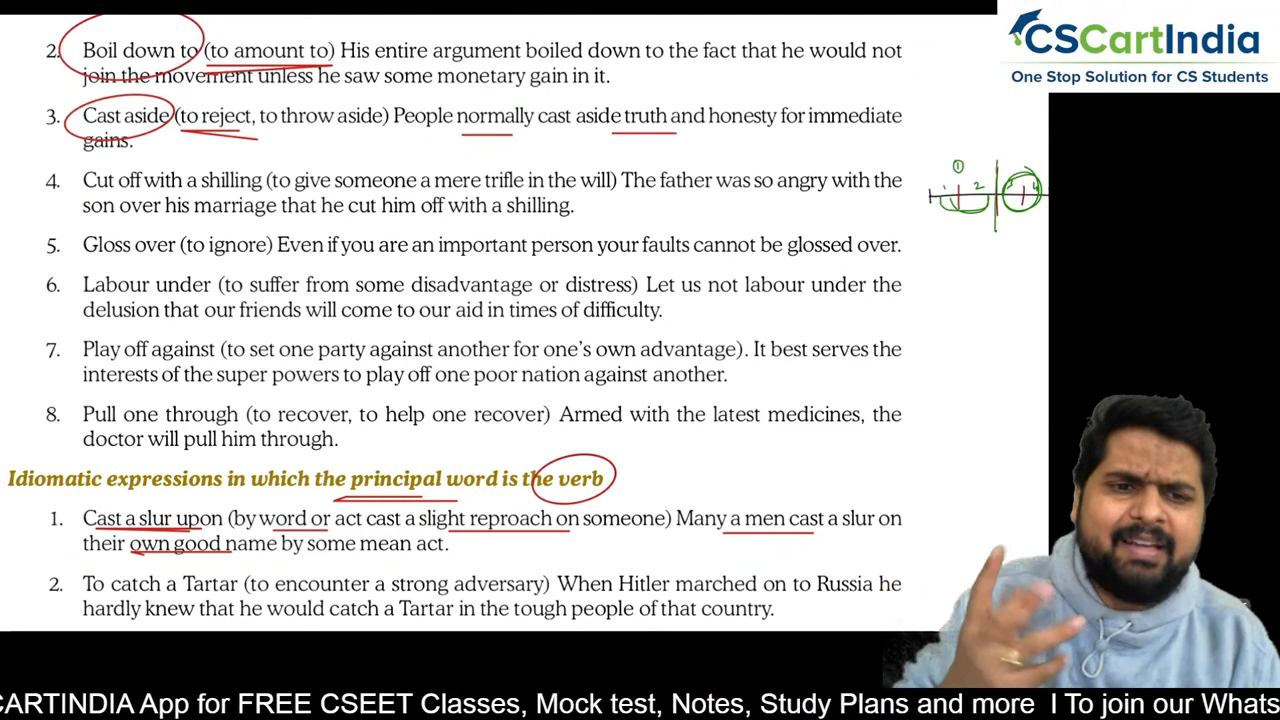 CSCartIndia
One Stop Solution for CS Students
2. Boil down to (to amount to) His entire argument boiled down to the fact that he would not
join the movement unless he saw some monetary gain in it.
3. Cast aside (to reject, to throw aside) People normally cast aside truth and honesty for immediate
gains.
4. Cut off with a shilling (to give someone a mere trifle in the will) The father was so angry with the
son over his marriage that he cut him off with a shilling.
5. Gloss over (to ignore) Even if you are an important person your faults cannot be glossed over.
6. Labour under (to suffer from some disadvantage or distress) Let us not labour under the
delusion that our friends will come to our aid in times of difficulty.
7. Play off against (to set one party against another for one's own advantage). It best serves the
interests of the super powers to play off one poor nation against another.
8. Pull one through (to recover, to help one recover) Armed with the latest medicines, the
doctor will pull him through.
Idiomatic expressions in which the principal word is the verb
1. Cast a slur upon (by word or act cast a slight reproach on someone) Many a men cast a slur on
their own good name by some mean act.
2. To catch a Tartar (to encounter a strong adversary) When Hitler marched on to Russia he
hardly knew that he would catch a Tartar in the tough people of that country.
CARTINDIA App for FREE CSEET Classes, Mock test, Notes, Study Plans and more I To join our Whats